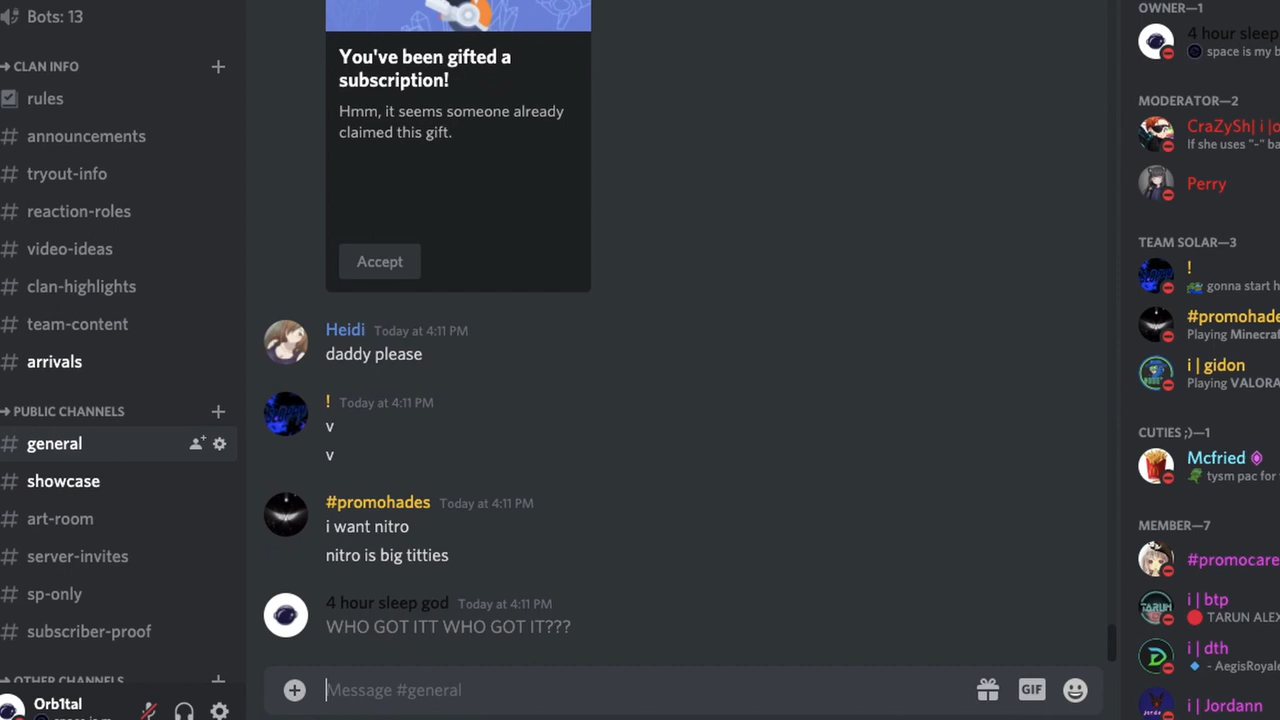 Bots: 13
CLAN INFO
rules
announcements
tryout-info
reaction-roles
video-ideas
clan-highlights
team-content
arrivals
PUBLIC CHANNELS
general
showcase
art-room
server-invites
sp-only
subscriber-proof
OTHER CHANNELS
Orb1tal
You've been gifted a
subscription!
Hmm, it seems someone already
claimed this gift.
Accept
Heidi Today at 4:11 PM
daddy please
! Today at 4:11 PM
v
v
#promohades Today at 4:11 PM
i want nitro
nitro is big titties
4 hour sleep god Today at 4:11 PM
WHO GOT ITT WHO GOT IT???
Message #general
GIF
OWNER—1
4 hour sleep
space is my b
MODERATOR—2
CraZySh| i |
If she uses "-" ba
Perry
TEAM SOLAR—3
!
gonna start h
#promohade
Playing Minecraf
i | gidon
Playing VALORA
CUTIES ;)—1
Mcfried
tysm pac for
MEMBER—7
#promocare
i | btp
TARUN ALEX
i | dth
- AegisRoyale
i | Jordann